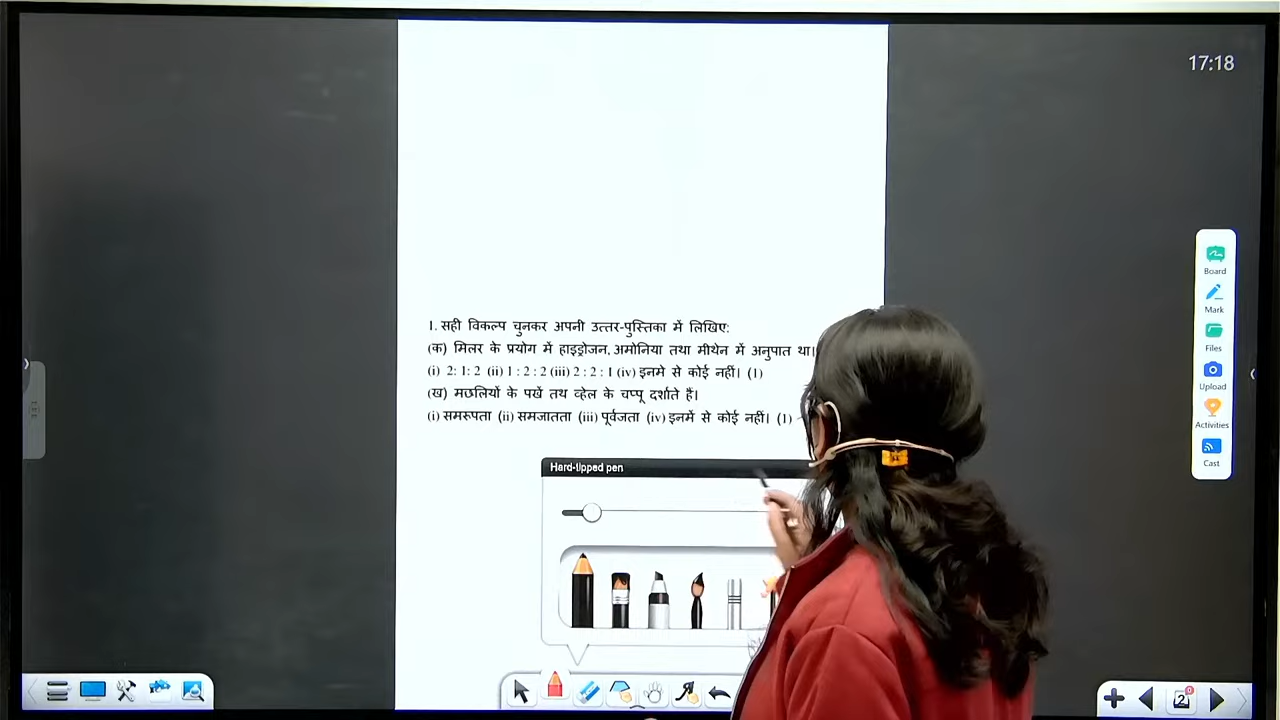 17:18
1. सही विकल्प चुनकर अपनी उत्तर-पुस्तिका में लिखिए:
(क) मिलर के प्रयोग में हाइड्रोजन, अमोनिया तथा मीथेन में अनुपात था।
(i) 2: 1: 2 (ii) 1 : 2 : 2 (iii) 2 : 2 : 1 (iv) इनमे से कोई नहीं। (1)
(ख) मछलियों के पखें तथ व्हेल के चप्पू दर्शाते हैं।
(i) समरूपता (ii) समजातता (iii) पूर्वजता (iv) इनमें से कोई नहीं। (1)
Hard-tipped pen
Board
Mark
Files
Upload
Activities
Cast
2